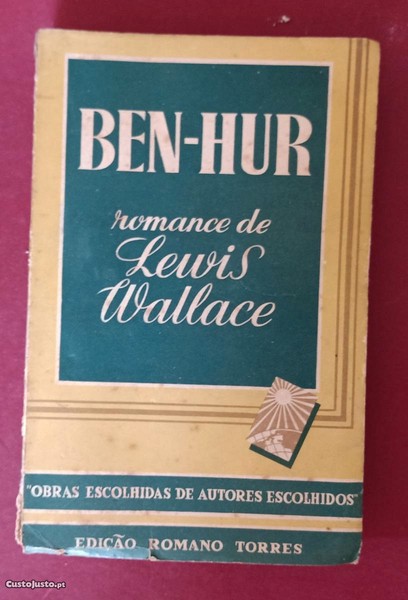 BEN-HUR
romance de
Lewis
Wallace
"OBRAS ESCOLHIDAS DE AUTORES ESCOLHIDOS"
EDIÇÃO ROMANO TORRES
CustoJusto.pt